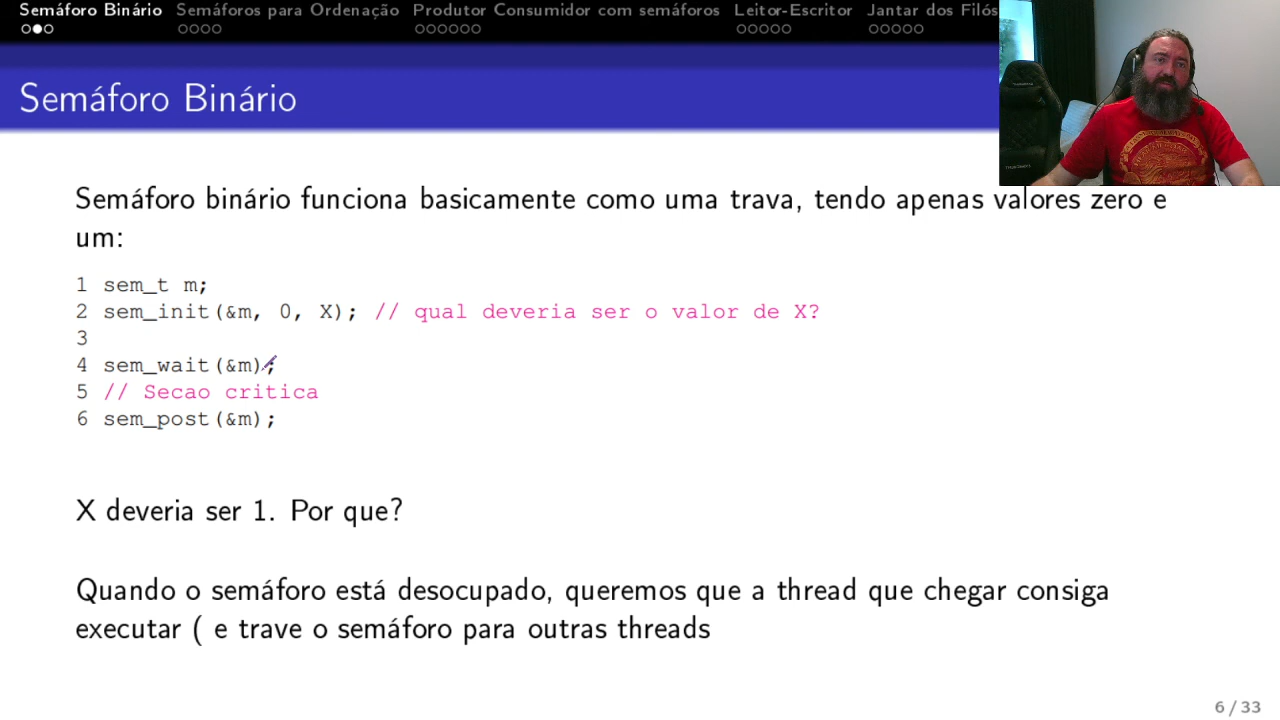 Semáforo Binário Semáforos para Ordenação Produtor Consumidor com semáforos Leitor-Escritor Jantar dos Filós
Semáforo Binário
Semáforo binário funciona basicamente como uma trava, tendo apenas valores zero e
um:
1 sem_t m;
2 sem_init(&m, 0, X); // qual deveria ser o valor de X?
3
4 sem_wait(&m);
5 // Secao critica
6 sem_post(&m);
X deveria ser 1. Por que?
Quando o semáforo está desocupado, queremos que a thread que chegar consiga
executar ( e trave o semáforo para outras threads
6 / 33